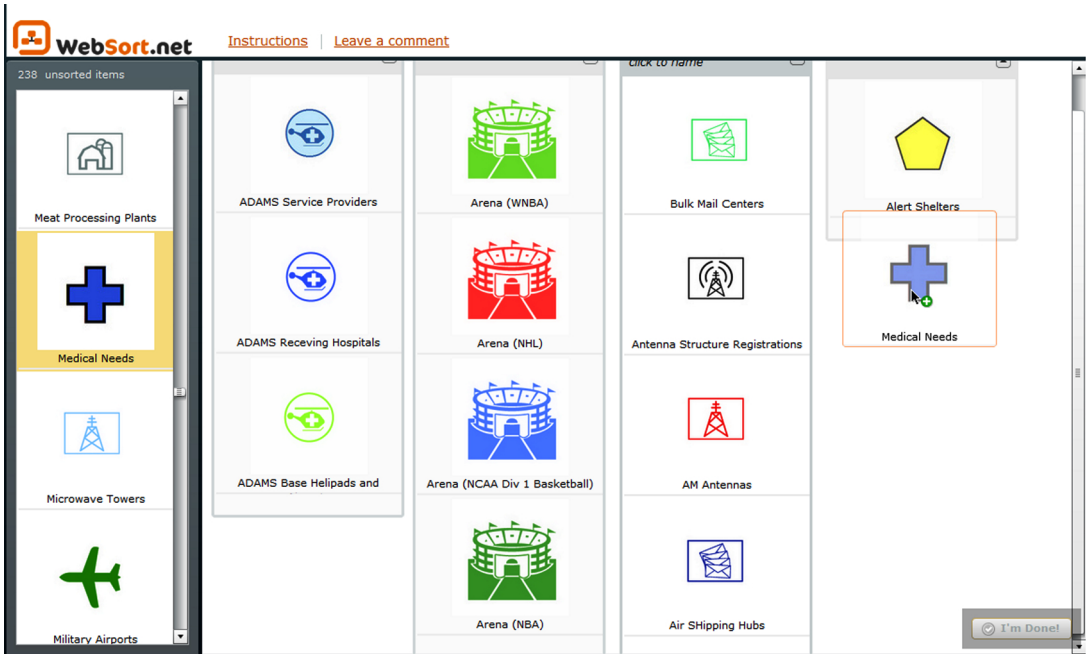 WebSort.net
Instructions | Leave a comment
238 unsorted items
Meat Processing Plants
Medical Needs
Microwave Towers
Military Airports
ADAMS Service Providers
ADAMS Receving Hospitals
ADAMS Base Helipads and
Arena (WNBA)
Arena (NHL)
Arena (NCAA Div 1 Basketball)
Arena (NBA)
click to name
Bulk Mail Centers
Antenna Structure Registrations
AM Antennas
Air SHipping Hubs
Alert Shelters
Medical Needs
I'm Done!